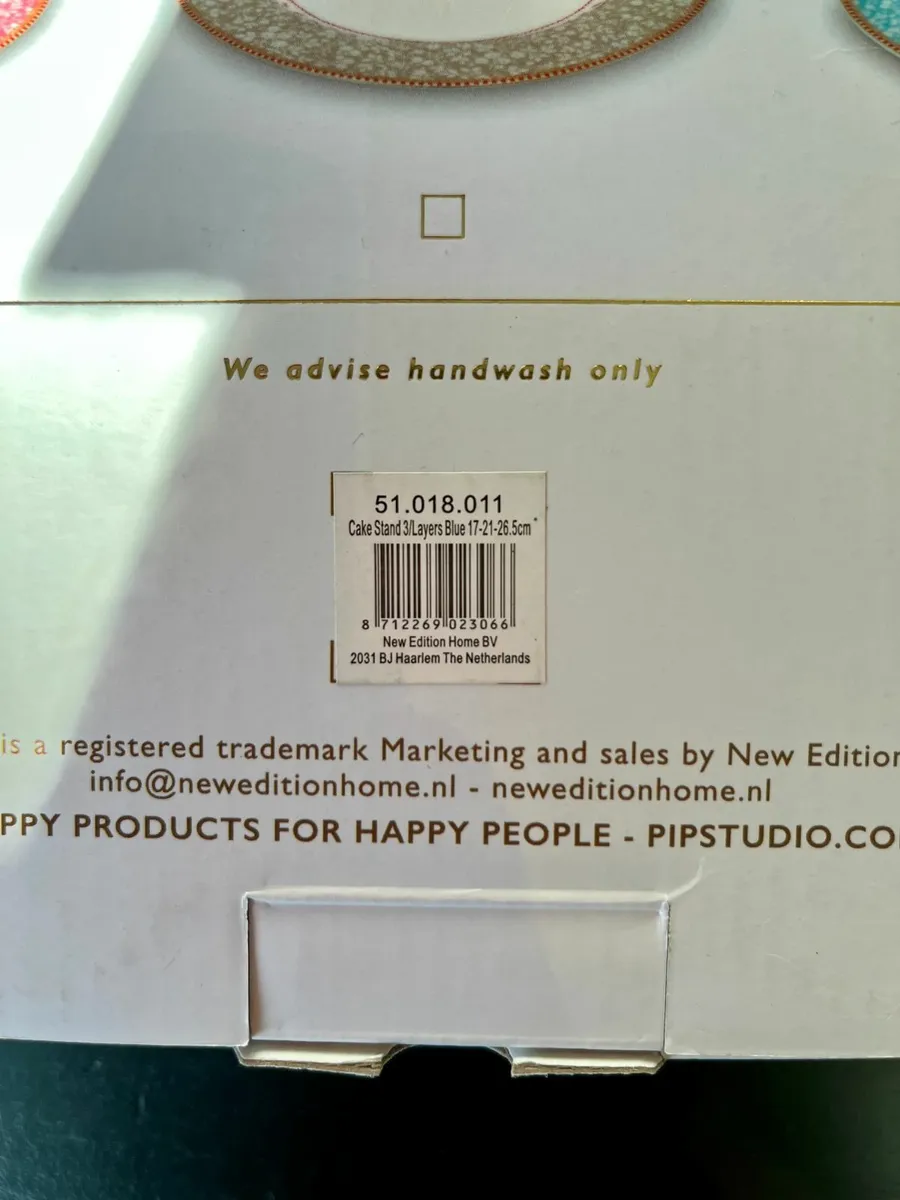 We advise handwash only
51.018.011
Cake Stand 3/Layers Blue 17-21-26.5cm
8 712269 023066
New Edition Home BV
2031 BJ Haarlem The Netherlands
is a registered trademark Marketing and sales by New Edition
info@neweditionhome.nl - neweditionhome.nl
PPY PRODUCTS FOR HAPPY PEOPLE - PIPSTUDIO.CO